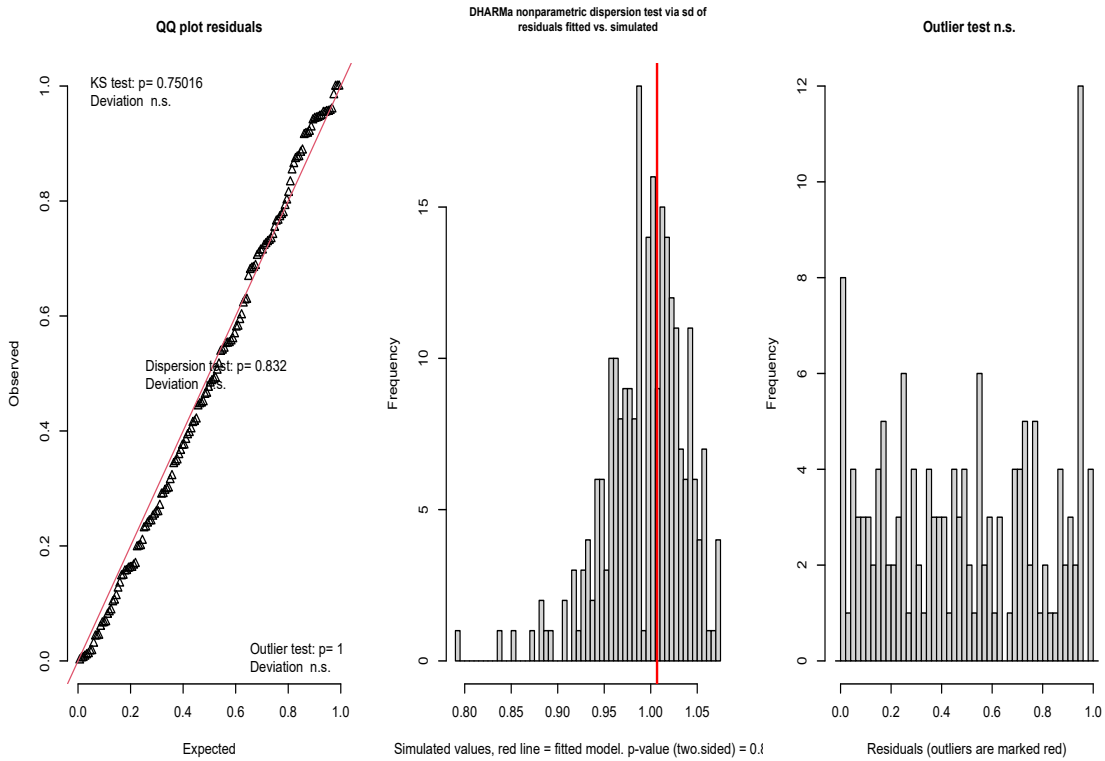 QQ plot residuals
KS test: p= 0.75016
Deviation n.s.
Dispersion test: p= 0.832
Deviation n.s.
Outlier test: p= 1
Deviation n.s.
Observed
0.0
0.2
0.4
0.6
0.8
1.0
0.0 0.2 0.4 0.6 0.8 1.0
Expected
DHARMa nonparametric dispersion test via sd of
residuals fitted vs. simulated
Frequency
0
5
10
15
0.80 0.85 0.90 0.95 1.00 1.05
Simulated values, red line = fitted model. p-value (two.sided) = 0.8
Outlier test n.s.
Frequency
0
2
4
6
8
10
12
0.0 0.2 0.4 0.6 0.8 1.0
Residuals (outliers are marked red)